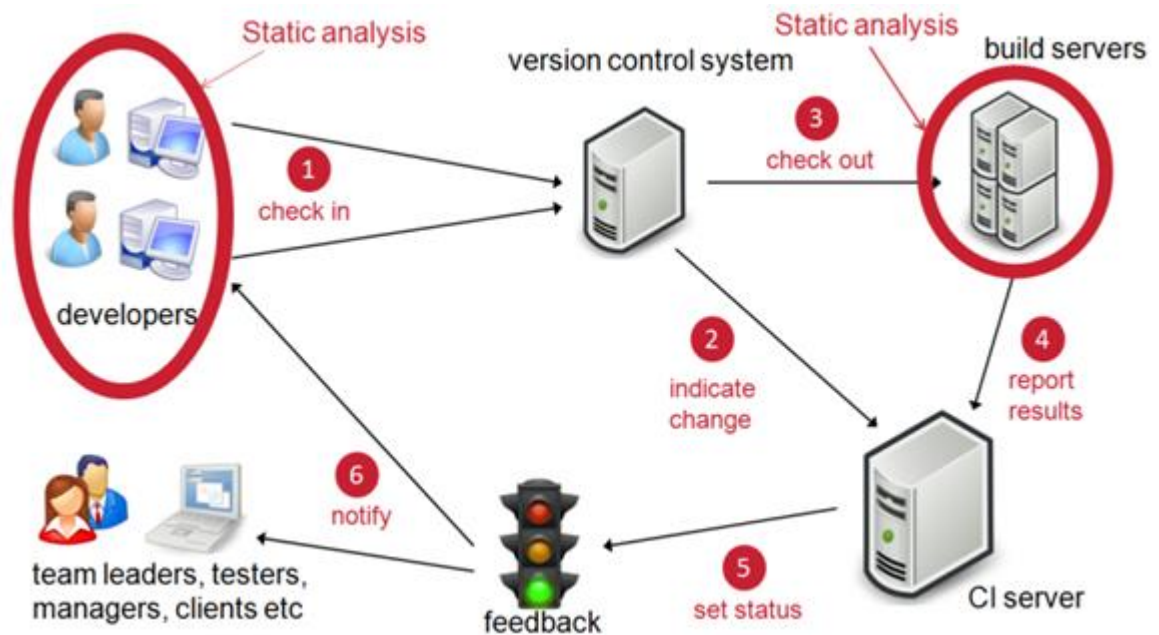 Static analysis
version control system
Static analysis
build servers
1
check in
3
check out
developers
2
indicate
change
4
report
results
6
notify
team leaders, testers,
managers, clients etc
feedback
5
set status
CI server